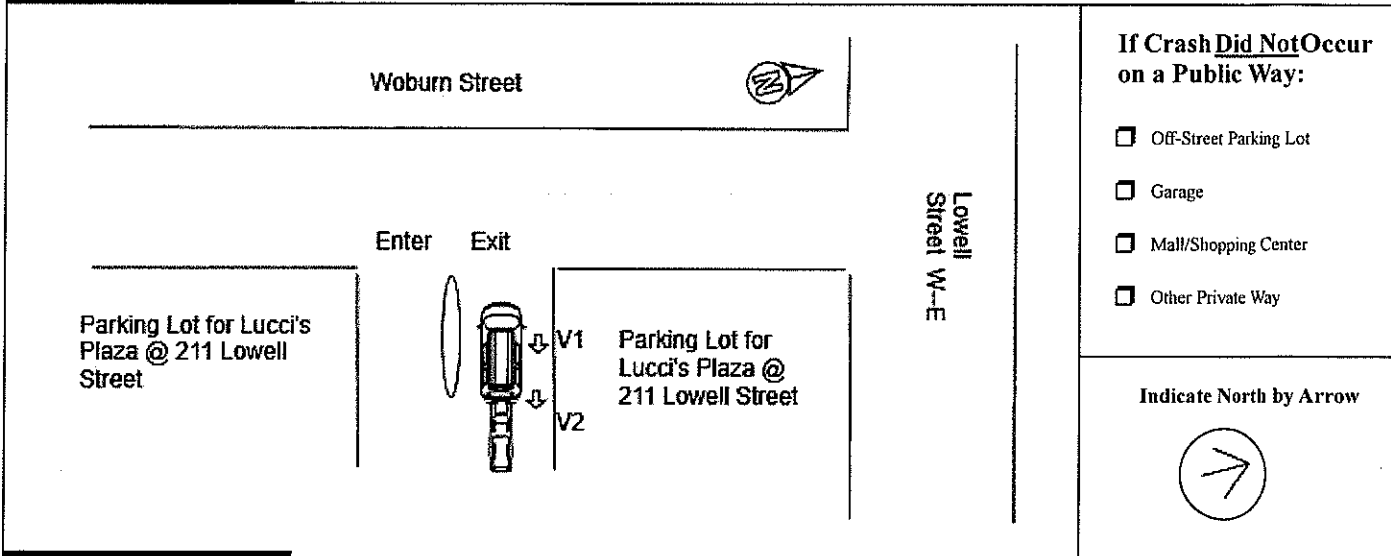 Woburn Street
N
Lowell
Street W--E
Enter Exit
Parking Lot for Lucci's
Plaza @ 211 Lowell
Street
V1
V2
Parking Lot for
Lucci's Plaza @
211 Lowell Street
If Crash Did Not Occur
on a Public Way:
Off-Street Parking Lot
Garage
Mall/Shopping Center
Other Private Way
Indicate North by Arrow